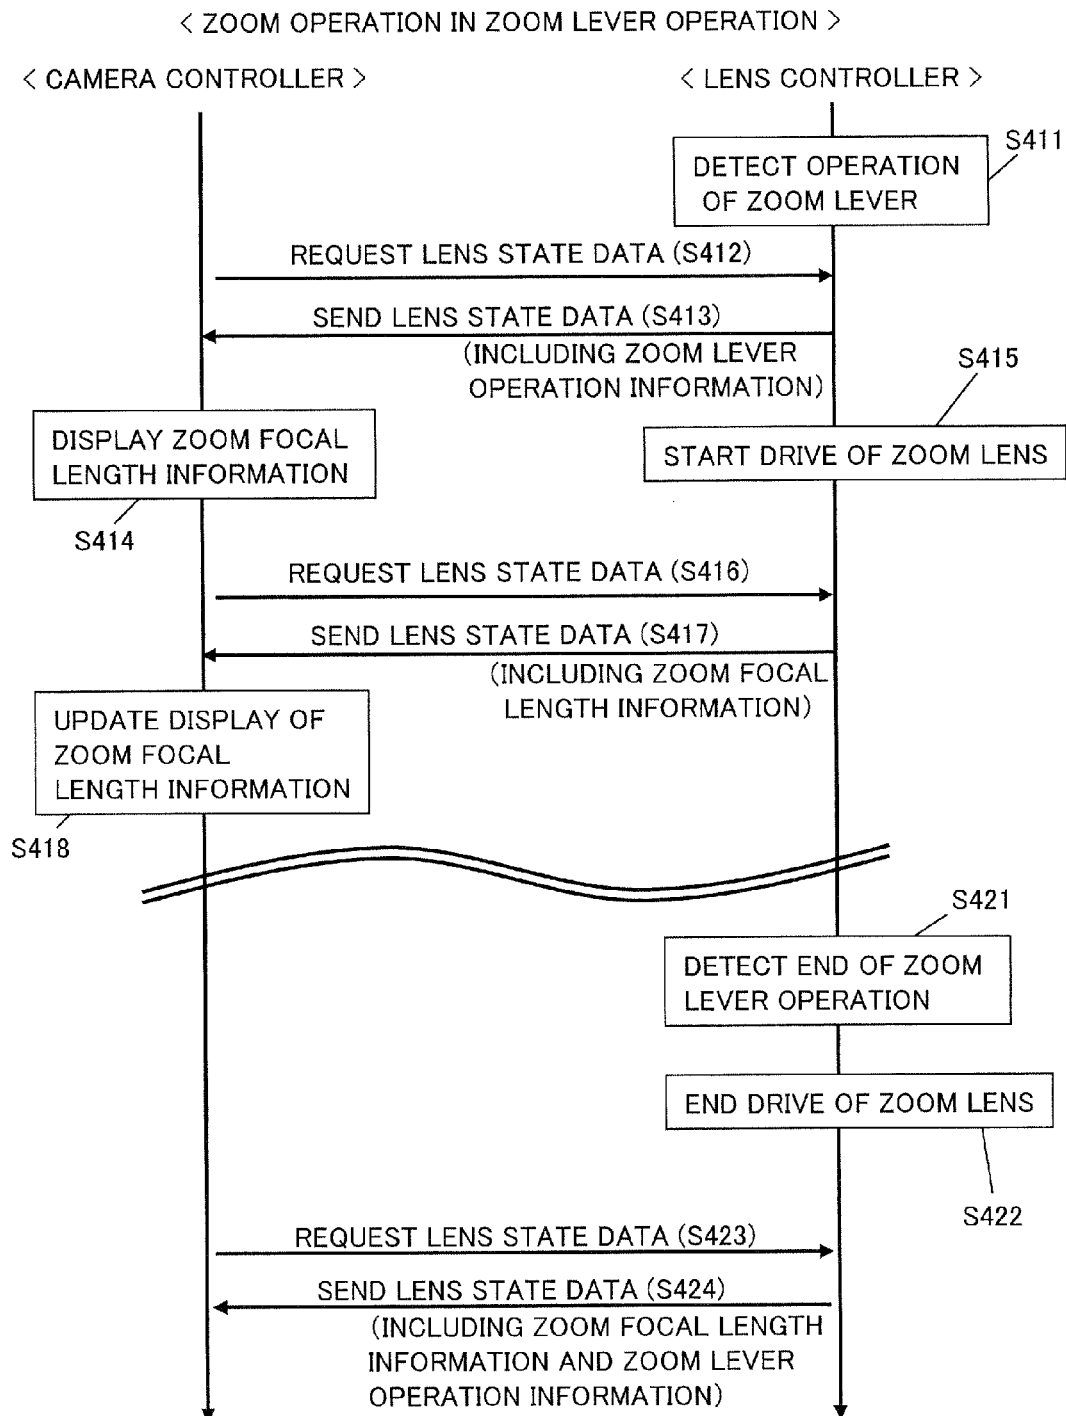 < ZOOM OPERATION IN ZOOM LEVER OPERATION >
< CAMERA CONTROLLER >
< LENS CONTROLLER >
S411
DETECT OPERATION
OF ZOOM LEVER
REQUEST LENS STATE DATA (S412)
SEND LENS STATE DATA (S413)
(INCLUDING ZOOM LEVER
OPERATION INFORMATION)
S415
DISPLAY ZOOM FOCAL
LENGTH INFORMATION
START DRIVE OF ZOOM LENS
S414
REQUEST LENS STATE DATA (S416)
SEND LENS STATE DATA (S417)
(INCLUDING ZOOM FOCAL
LENGTH INFORMATION)
UPDATE DISPLAY OF
ZOOM FOCAL
LENGTH INFORMATION
S418
S421
DETECT END OF ZOOM
LEVER OPERATION
END DRIVE OF ZOOM LENS
S422
REQUEST LENS STATE DATA (S423)
SEND LENS STATE DATA (S424)
(INCLUDING ZOOM FOCAL LENGTH
INFORMATION AND ZOOM LEVER
OPERATION INFORMATION)